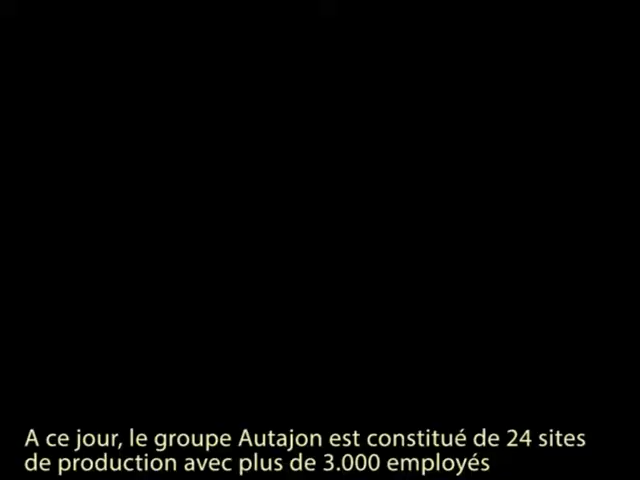 A ce jour, le groupe Autajon est constitué de 24 sites
de production avec plus de 3.000 employés